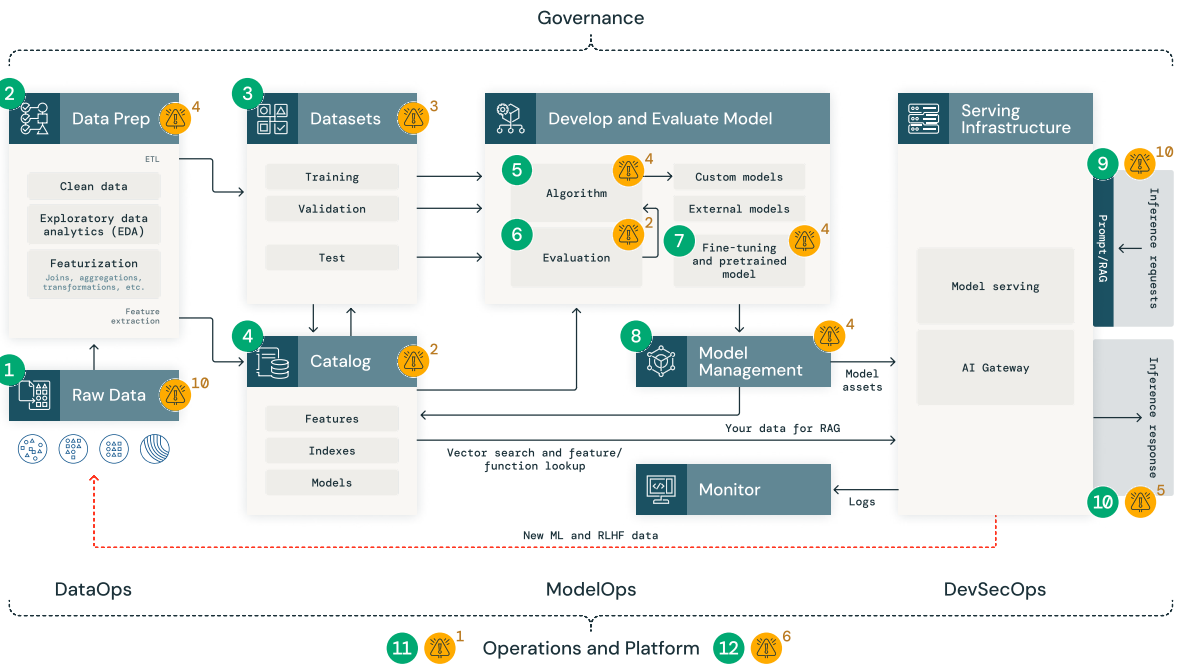 Governance
2
Data Prep
4
ETL
Clean data
Exploratory data
analytics (EDA)
Featurization
Joins, aggregations,
transformations, etc.
Feature
extraction
1
Raw Data
10
3
Datasets
3
Training
Validation
Test
4
Catalog
2
Features
Indexes
Models
Develop and Evaluate Model
5
Algorithm
4
6
Evaluation
2
Custom models
External models
7
Fine-tuning
and pretrained
model
4
8
Model
Management
4
Model
assets
Your data for RAG
Vector search and feature/
function lookup
Monitor
Logs
Serving
Infrastructure
Model serving
AI Gateway
9
10
Prompt/RAG
Inference requests
Inference response
10
5
New ML and RLHF data
DataOps
ModelOps
DevSecOps
11
1
Operations and Platform
12
6